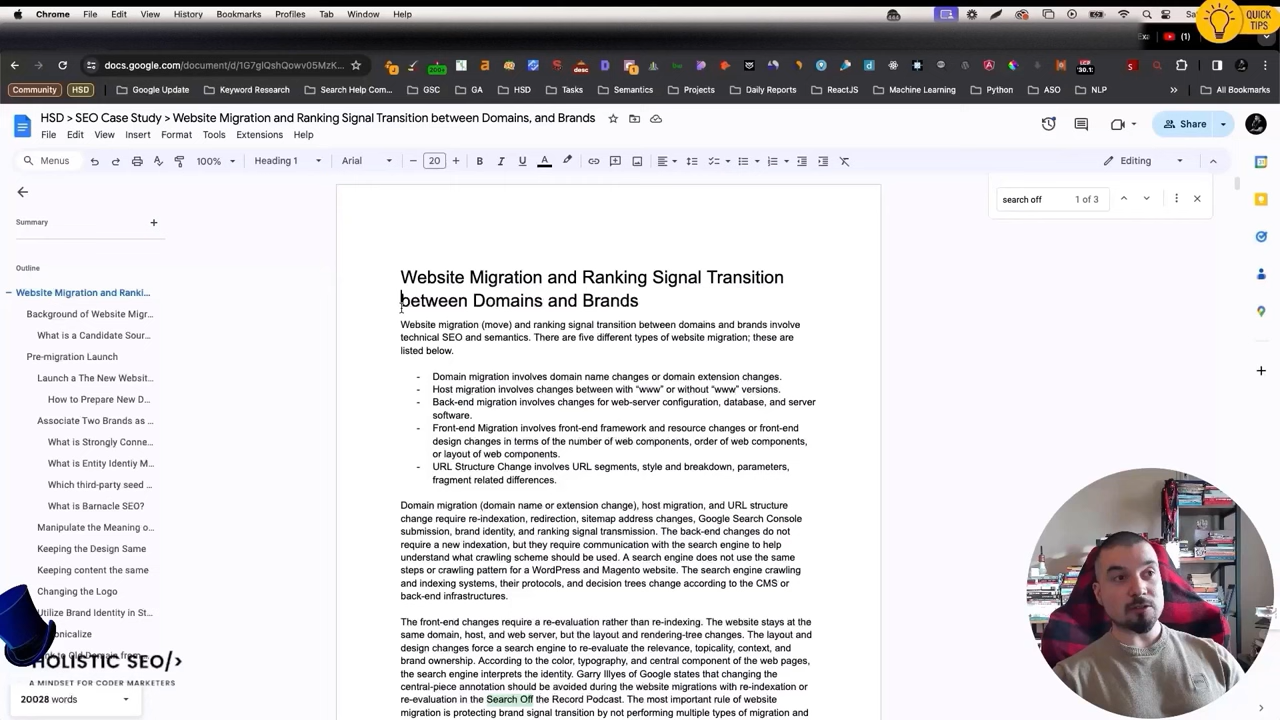 Chrome File Edit View History Bookmarks Profiles Tab Window Help
QUICK
TIPS
(1)
docs.google.com/document/d/1G7glQshQowv05MzK...
200+
desc
1
LCP
30.1
Community HSD Google Update Keyword Research Search Help Com... GSC GA HSD Tasks Semantics Projects Daily Reports ReactJS Machine Learning Python ASO NLP » All Bookmarks
HSD > SEO Case Study > Website Migration and Ranking Signal Transition between Domains, and Brands
File Edit View Insert Format Tools Extensions Help
Share
Menus 100% Heading 1 Arial 20 B I U A Editing
search off 1 of 3
Summary
Outline
Website Migration and Ranki...
Background of Website Migr...
What is a Candidate Sour...
Pre-migration Launch
Launch a The New Websit...
How to Prepare New D...
Associate Two Brands as ...
What is Strongly Conne...
What is Entity Identiy M...
Which third-party seed ...
What is Barnacle SEO?
Manipulate the Meaning o...
Keeping the Design Same
Keeping content the same
Changing the Logo
Utilize Brand Identity in St...
HOLISTIC SEO/>
A MINDSET FOR CODER MARKETERS
20028 words
Website Migration and Ranking Signal Transition
between Domains and Brands
Website migration (move) and ranking signal transition between domains and brands involve
technical SEO and semantics. There are five different types of website migration; these are
listed below.
- Domain migration involves domain name changes or domain extension changes.
- Host migration involves changes between with “www” or without “www” versions.
- Back-end migration involves changes for web-server configuration, database, and server
software.
- Front-end Migration involves front-end framework and resource changes or front-end
design changes in terms of the number of web components, order of web components,
or layout of web components.
- URL Structure Change involves URL segments, style and breakdown, parameters,
fragment related differences.
Domain migration (domain name or extension change), host migration, and URL structure
change require re-indexation, redirection, sitemap address changes, Google Search Console
submission, brand identity, and ranking signal transmission. The back-end changes do not
require a new indexation, but they require communication with the search engine to help
understand what crawling scheme should be used. A search engine does not use the same
steps or crawling pattern for a WordPress and Magento website. The search engine crawling
and indexing systems, their protocols, and decision trees change according to the CMS or
back-end infrastructures.
The front-end changes require a re-evaluation rather than re-indexing. The website stays at the
same domain, host, and web server, but the layout and rendering-tree changes. The layout and
design changes force a search engine to re-evaluate the relevance, topicality, context, and
brand ownership. According to the color, typography, and central component of the web pages,
the search engine interprets the identity. Garry Illyes of Google states that changing the
central-piece annotation should be avoided during the website migrations with re-indexation or
re-evaluation in the Search Off the Record Podcast. The most important rule of website
migration is protecting brand signal transition by not performing multiple types of migration and